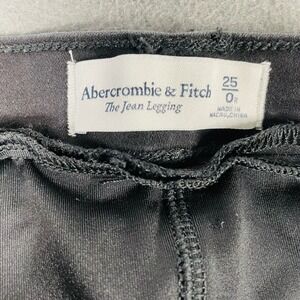 Abercrombie & Fitch
The Jean Legging
25
0R
MADE IN
MACAU, CHINA